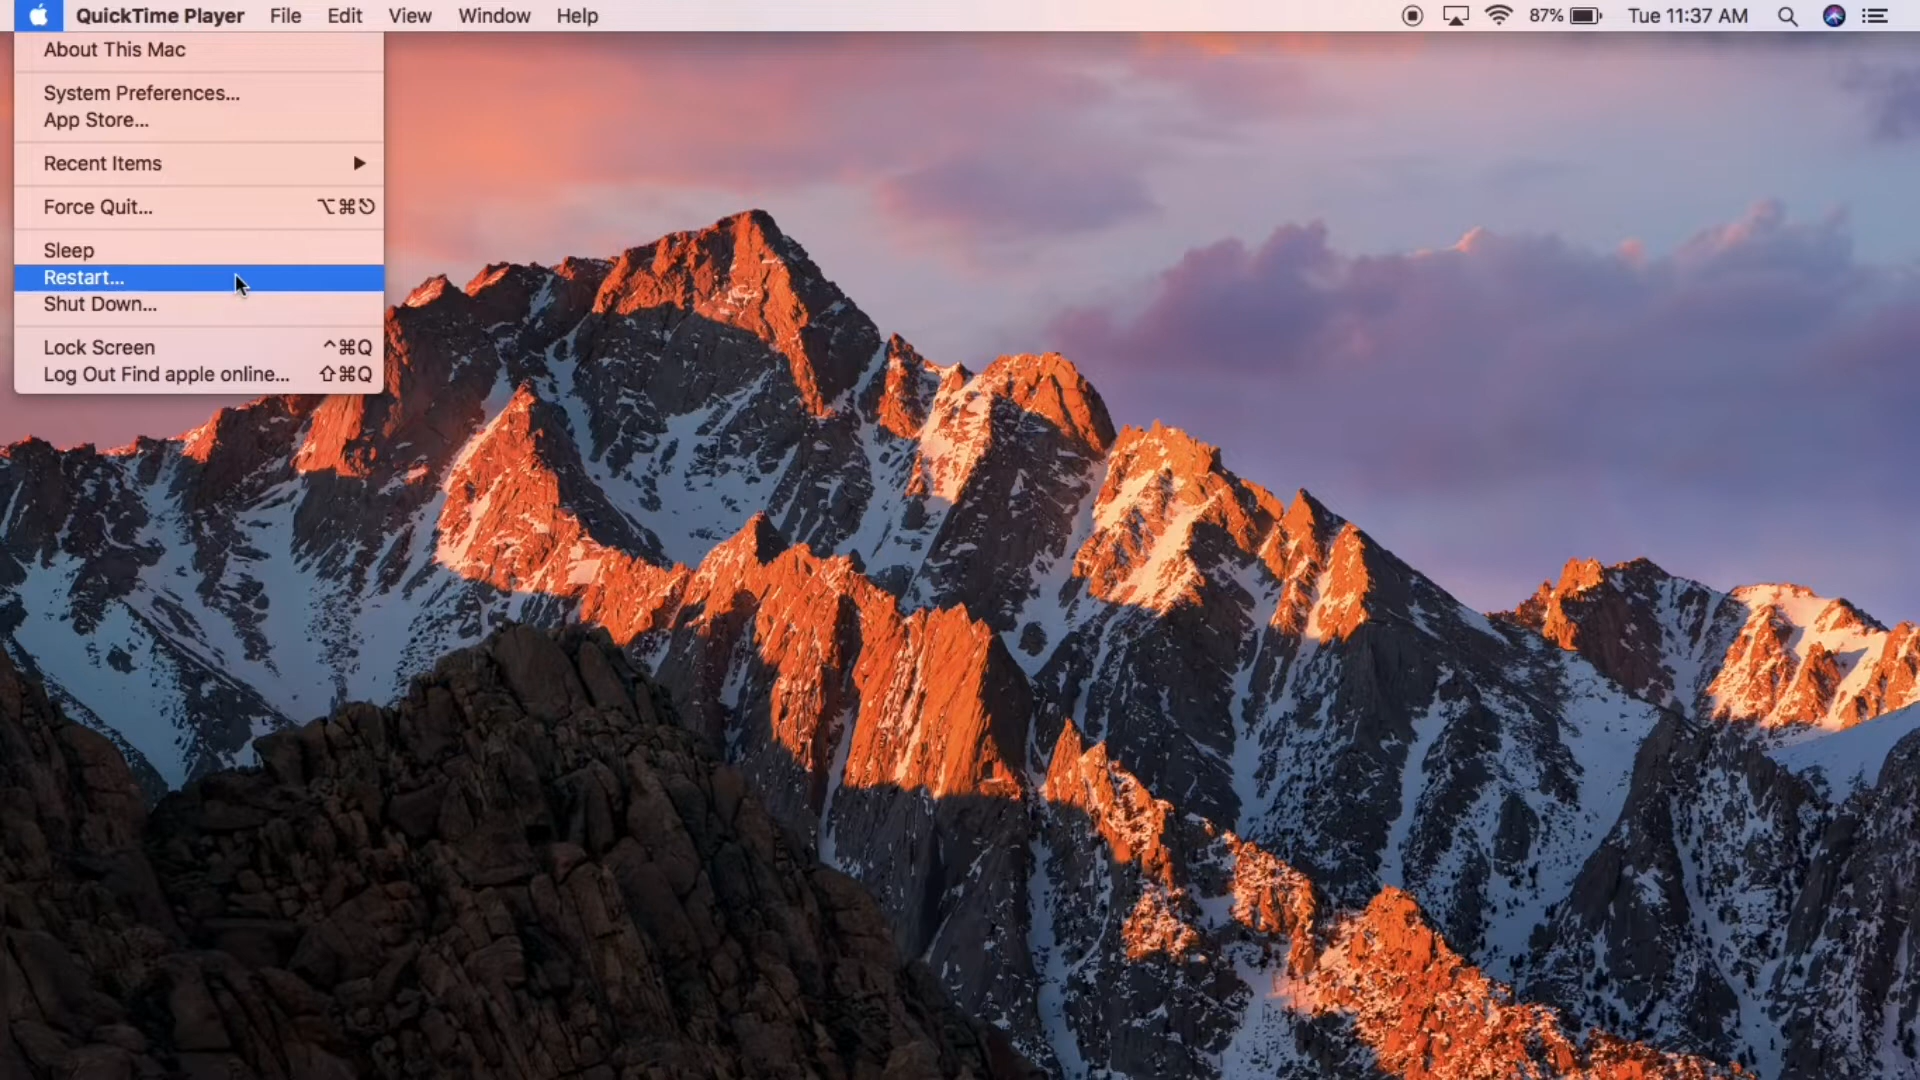 QuickTime Player File Edit View Window Help 87% Tue 11:37 AM
About This Mac
System Preferences...
App Store...
Recent Items
Force Quit... ⌥⌘⎋
Sleep
Restart...
Shut Down...
Lock Screen ^⌘Q
Log Out Find apple online... ⇧⌘Q